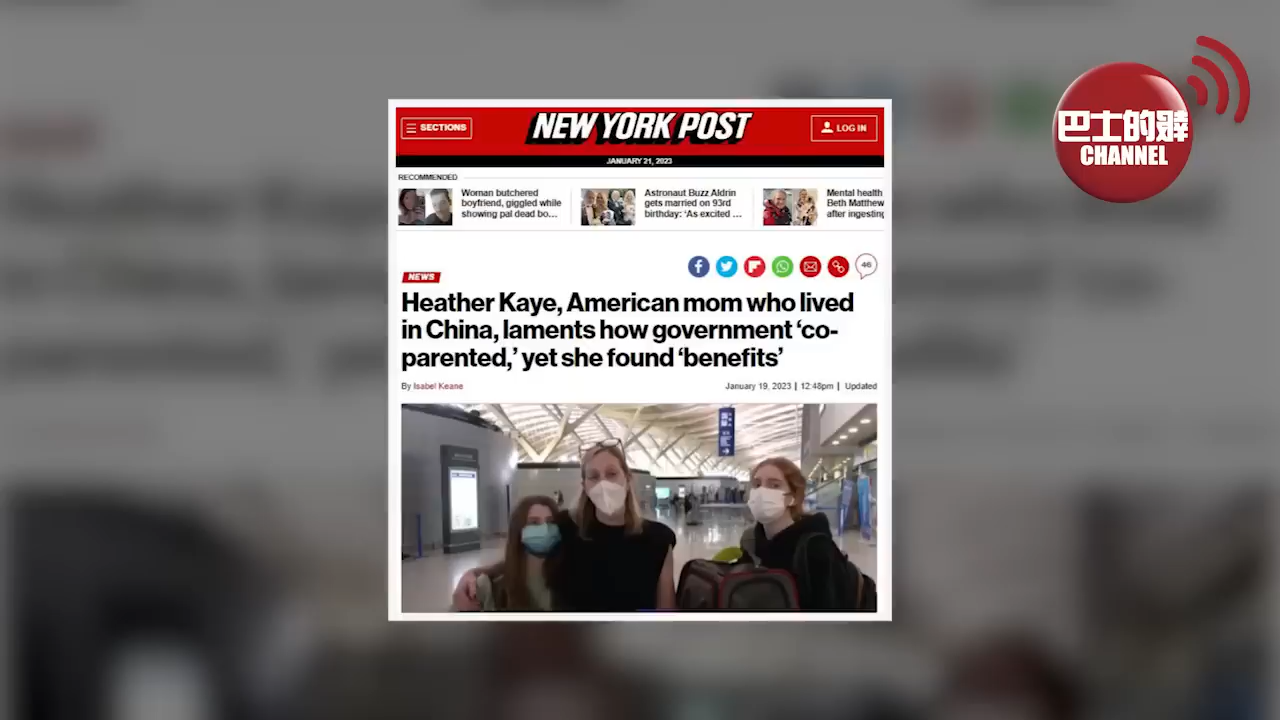 巴士的報
CHANNEL
SECTIONS
NEW YORK POST
LOG IN
JANUARY 21, 2023
RECOMMENDED
Woman butchered
boyfriend, giggled while
showing pal dead bo...
Astronaut Buzz Aldrin
gets married on 93rd
birthday: ‘As excited ...
Mental health
Beth Matthew
after ingesting
46
NEWS
Heather Kaye, American mom who lived
in China, laments how government ‘co-
parented,’ yet she found ‘benefits’
By Isabel Keane
January 19, 2023 | 12:48pm | Updated